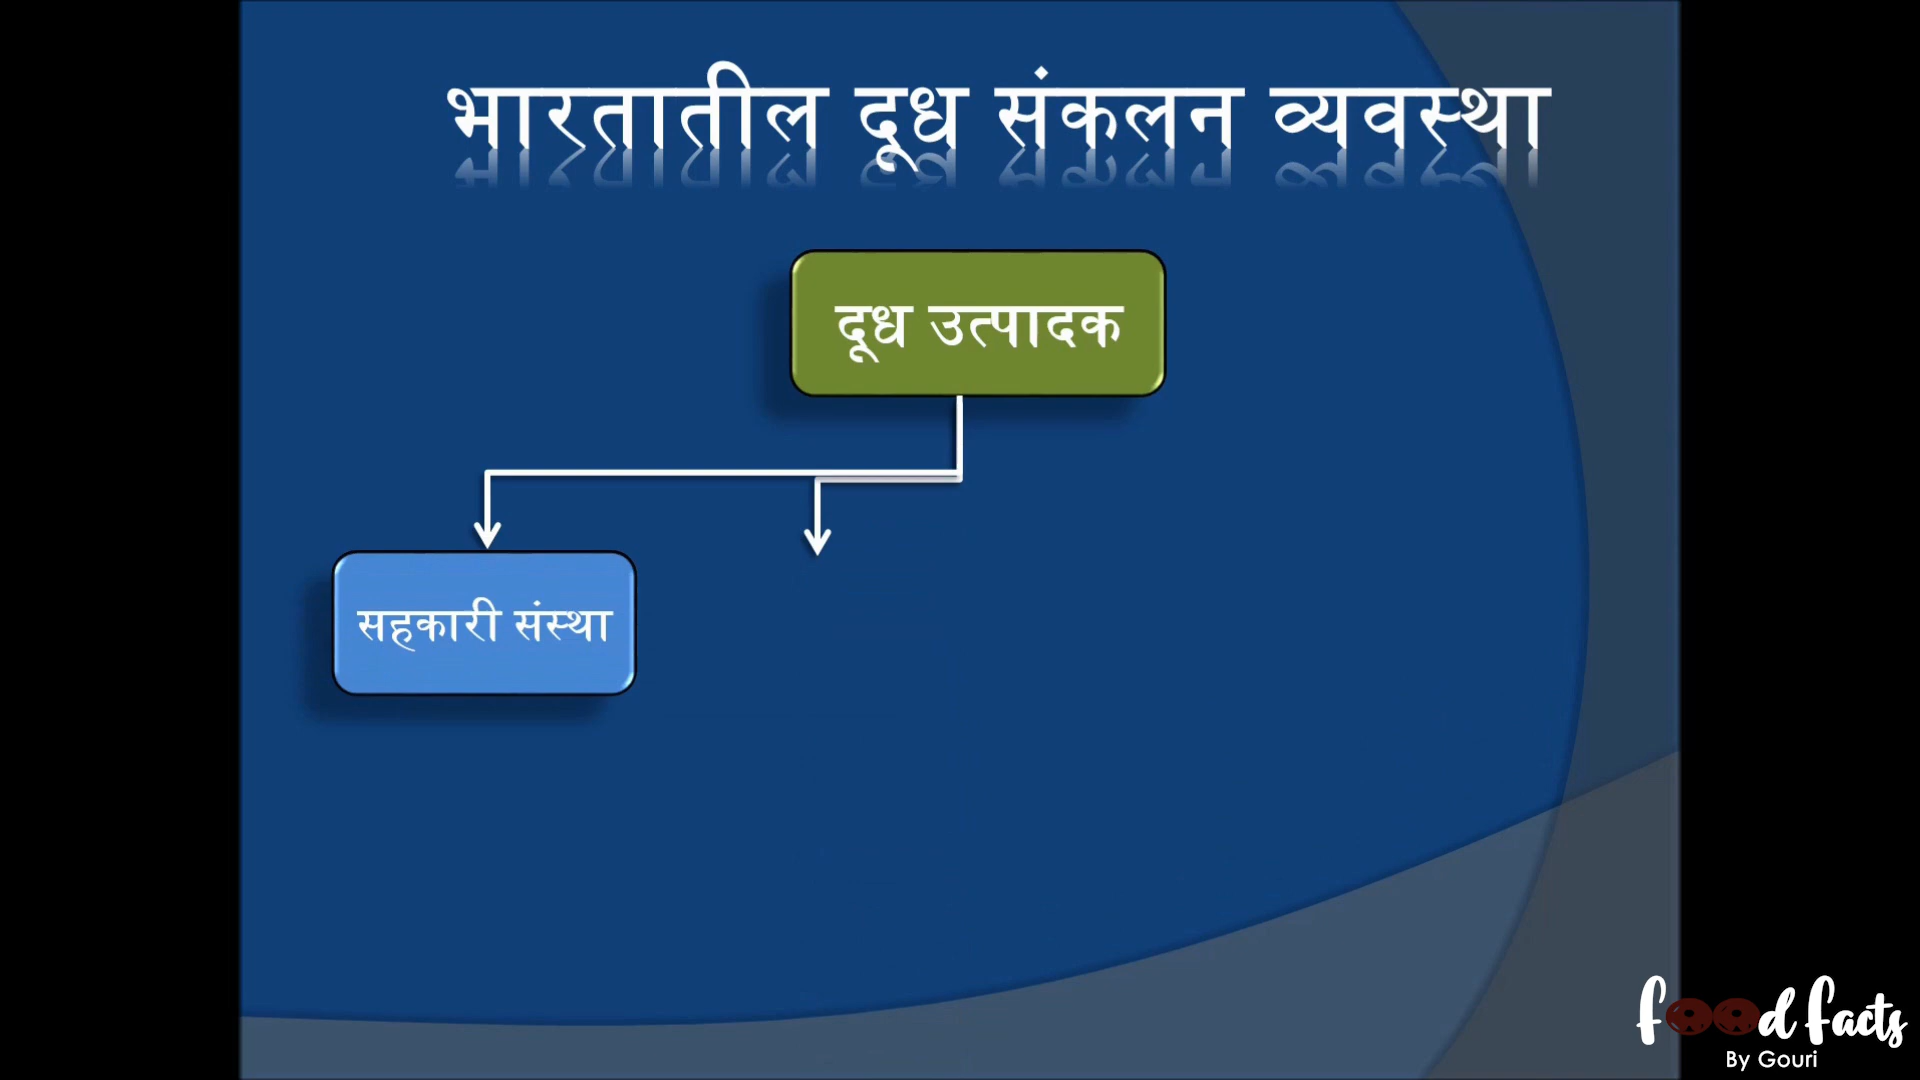 भारतातील दूध संकलन व्यवस्था
दूध उत्पादक
सहकारी संस्था
food facts
By Gouri